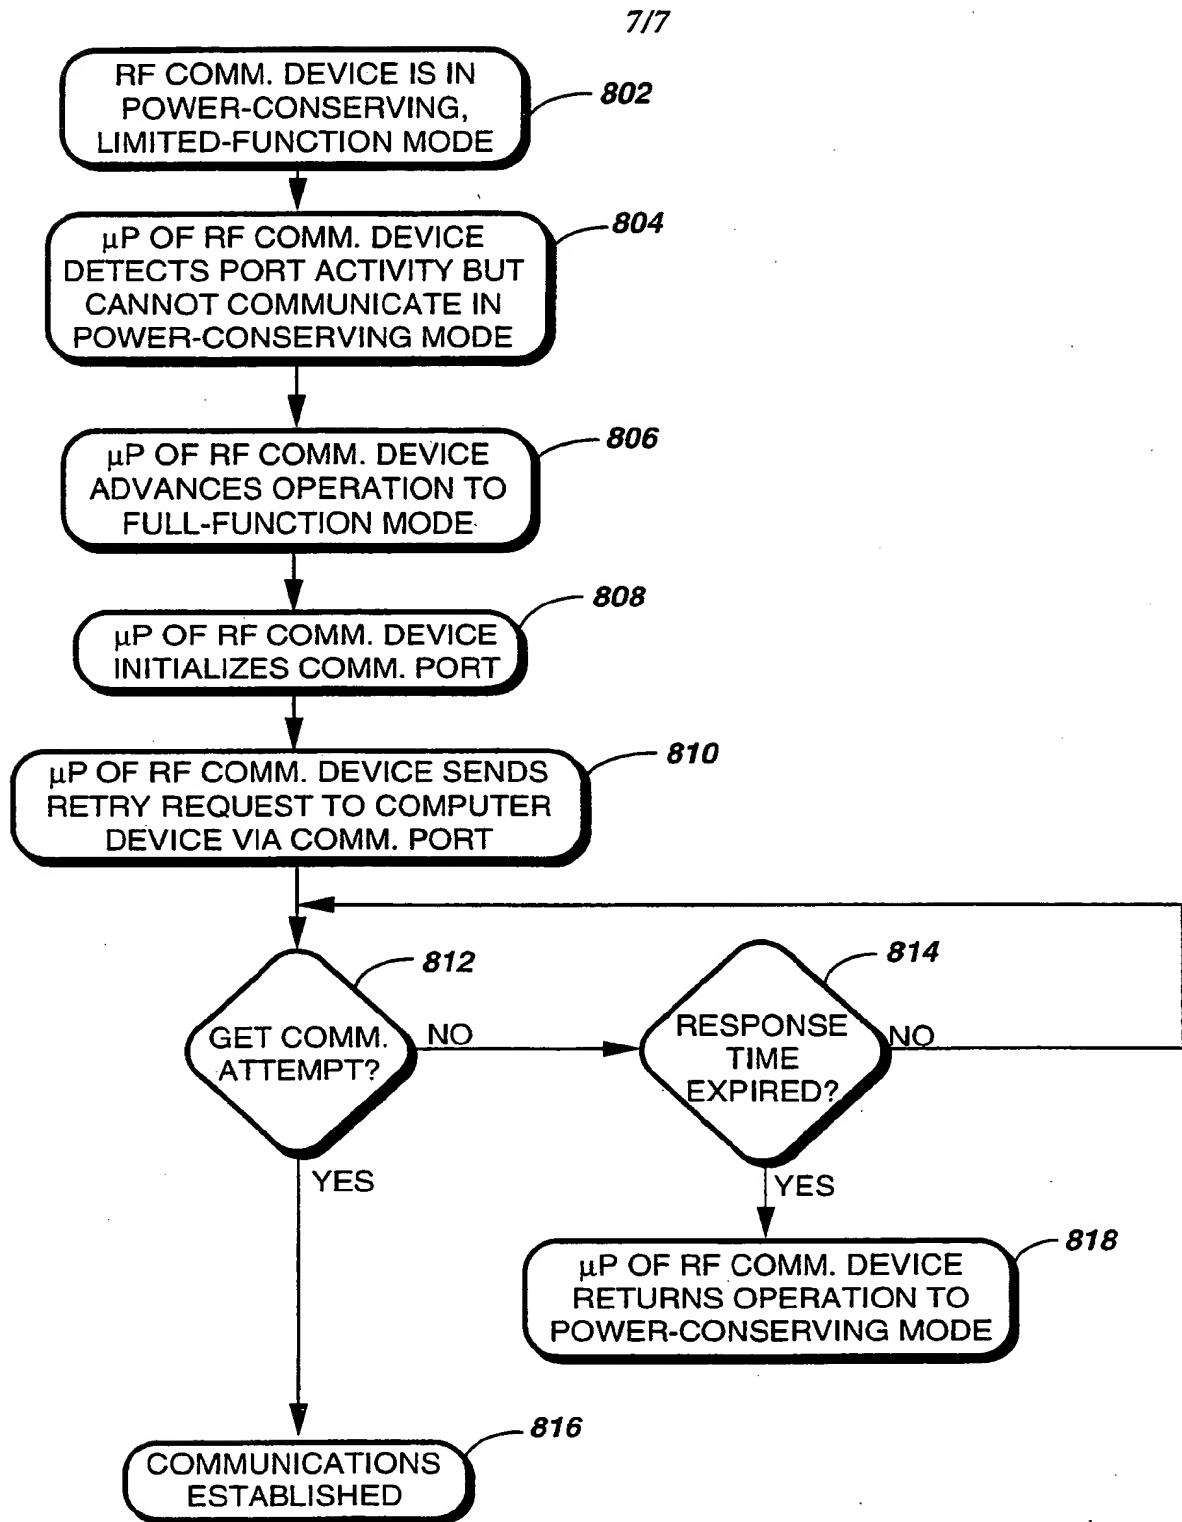 7/7
RF COMM. DEVICE IS IN
POWER-CONSERVING,
LIMITED-FUNCTION MODE
802
µP OF RF COMM. DEVICE
DETECTS PORT ACTIVITY BUT
CANNOT COMMUNICATE IN
POWER-CONSERVING MODE
804
µP OF RF COMM. DEVICE
ADVANCES OPERATION TO
FULL-FUNCTION MODE
806
µP OF RF COMM. DEVICE
INITIALIZES COMM. PORT
808
µP OF RF COMM. DEVICE SENDS
RETRY REQUEST TO COMPUTER
DEVICE VIA COMM. PORT
810
GET COMM.
ATTEMPT?
812
NO
RESPONSE
TIME
EXPIRED?
814
NO
YES
YES
µP OF RF COMM. DEVICE
RETURNS OPERATION TO
POWER-CONSERVING MODE
818
COMMUNICATIONS
ESTABLISHED
816